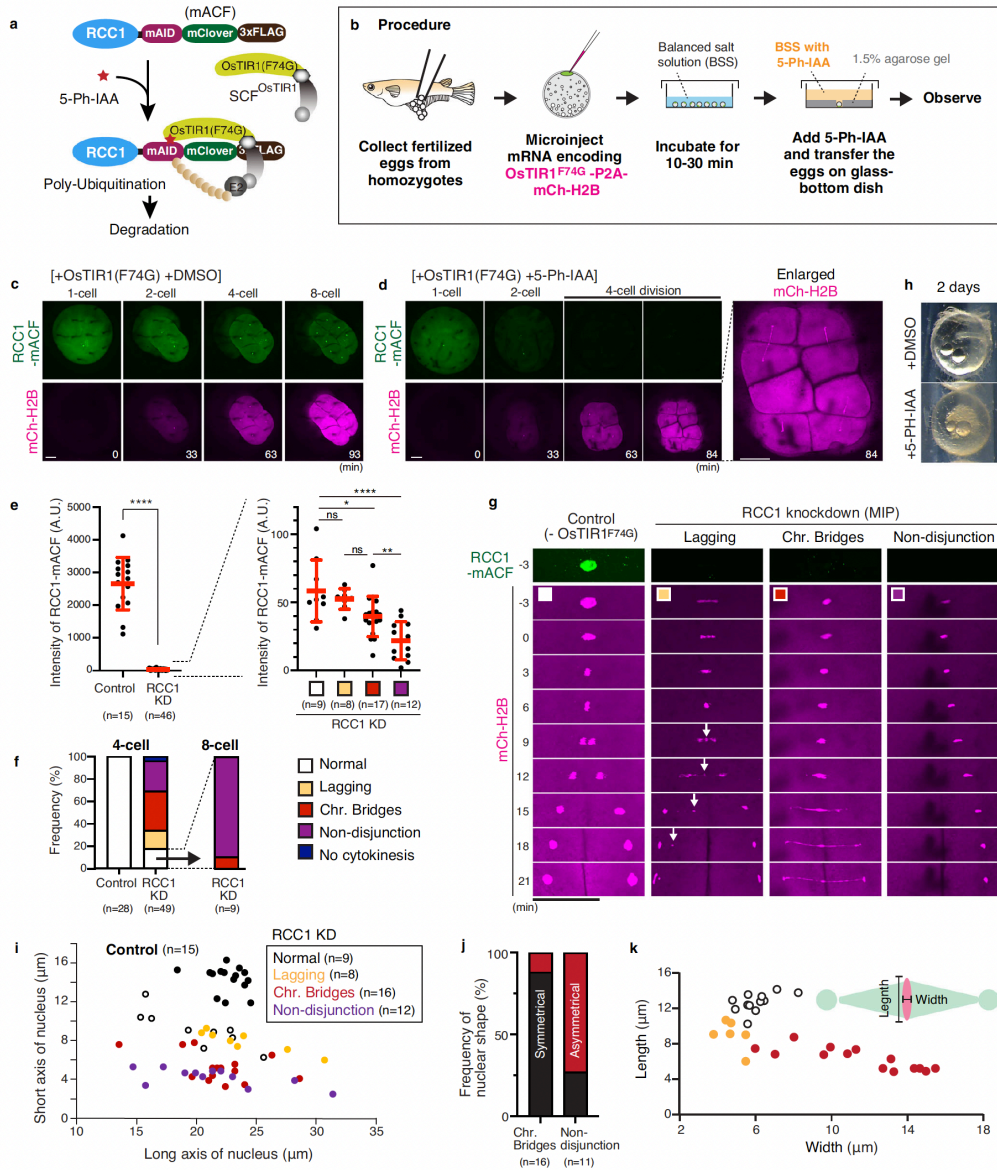 a
(mACF)
RCC1 mAID mClover 3xFLAG
OsTIR1(F74G)
5-Ph-IAA
SCF^OsTIR1
OsTIR1(F74G)
RCC1 mAID mClover 3xFLAG
E2
Poly-Ubiquitination
Degradation
b
Procedure
Collect fertilized
eggs from
homozygotes
Microinject
mRNA encoding
OsTIR1^F74G -P2A-
mCh-H2B
Balanced salt
solution (BSS)
Incubate for
10-30 min
BSS with
5-Ph-IAA
1.5% agarose gel
Add 5-Ph-IAA
and transfer the
eggs on glass-
bottom dish
Observe
c
[+OsTIR1(F74G) +DMSO]
1-cell 2-cell 4-cell 8-cell
RCC1
-mACF
mCh-H2B
0 33 63 93
(min)
d
[+OsTIR1(F74G) +5-Ph-IAA]
1-cell 2-cell 4-cell division
RCC1
-mACF
mCh-H2B
0 33 63 84
(min)
Enlarged
mCh-H2B
84
h
2 days
+DMSO
+5-PH-IAA
e
Intensity of RCC1-mACF (A.U.)
5000
4000
3000
2000
1000
0
****
Control RCC1
KD
(n=15) (n=46)
Intensity of RCC1-mACF (A.U.)
100
50
0
****
*
ns
ns
**
(n=9) (n=8) (n=17) (n=12)
RCC1 KD
f
4-cell 8-cell
Frequency (%)
100
80
60
40
20
0
Control RCC1
KD
RCC1
KD
(n=28) (n=49) (n=9)
Normal
Lagging
Chr. Bridges
Non-disjunction
No cytokinesis
g
Control
(- OsTIR1^F74G)
RCC1 knockdown (MIP)
Lagging Chr. Bridges Non-disjunction
RCC1
-mACF
-3
mCh-H2B
-3
0
3
6
9
12
15
18
21
(min)
i
Control (n=15)
RCC1 KD
Normal (n=9)
Lagging (n=8)
Chr. Bridges (n=16)
Non-disjunction (n=12)
Short axis of nucleus (µm)
16
12
8
4
0
10 15 20 25 30 35
Long axis of nucleus (µm)
j
Frequency of
nuclear shape (%)
100
50
0
Symmetrical
Asymmetrical
Chr.
Bridges
Non-
disjunction
(n=16) (n=11)
k
Length (µm)
16
12
8
4
0
Legnth
Width
2 6 10 14 18
Width (µm)